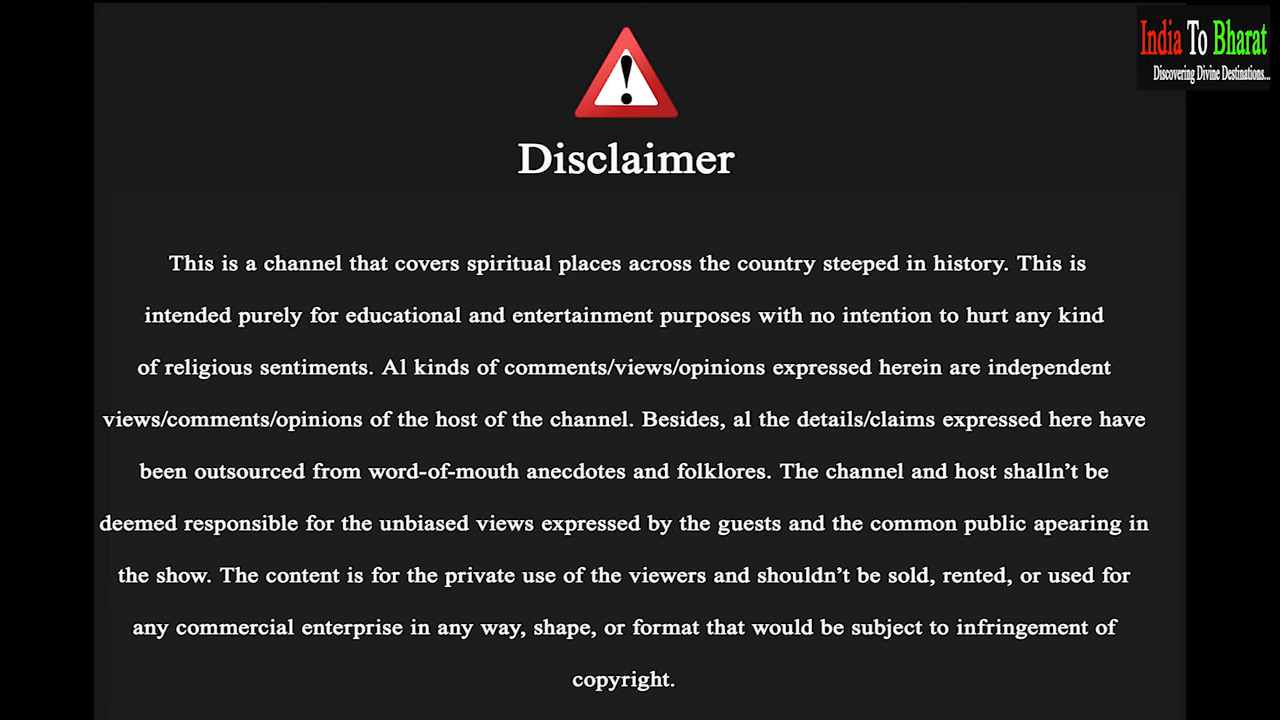 India To Bharat
Discovering Divine Destinations...
!
Disclaimer
This is a channel that covers spiritual places across the country steeped in history. This is
intended purely for educational and entertainment purposes with no intention to hurt any kind
of religious sentiments. Al kinds of comments/views/opinions expressed herein are independent
views/comments/opinions of the host of the channel. Besides, al the details/claims expressed here have
been outsourced from word-of-mouth anecdotes and folklores. The channel and host shalln't be
deemed responsible for the unbiased views expressed by the guests and the common public apearing in
the show. The content is for the private use of the viewers and shouldn't be sold, rented, or used for
any commercial enterprise in any way, shape, or format that would be subject to infringement of
copyright.